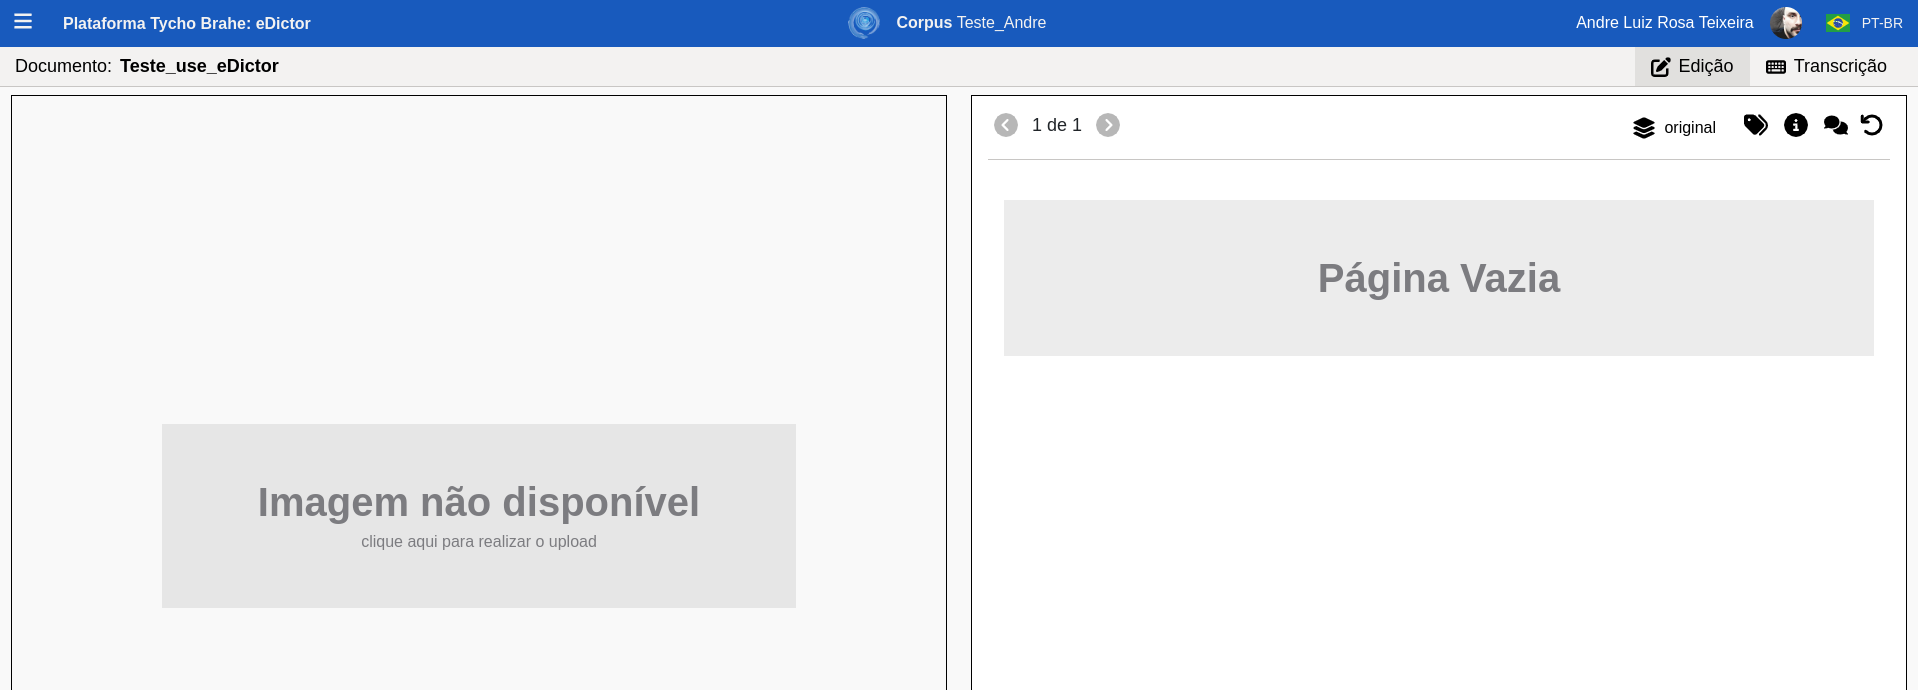 Plataforma Tycho Brahe: eDictor
Corpus Teste_Andre
Andre Luiz Rosa Teixeira
PT-BR
Documento: Teste_use_eDictor
Edição
Transcrição
Imagem não disponível
clique aqui para realizar o upload
1 de 1
original
Página Vazia